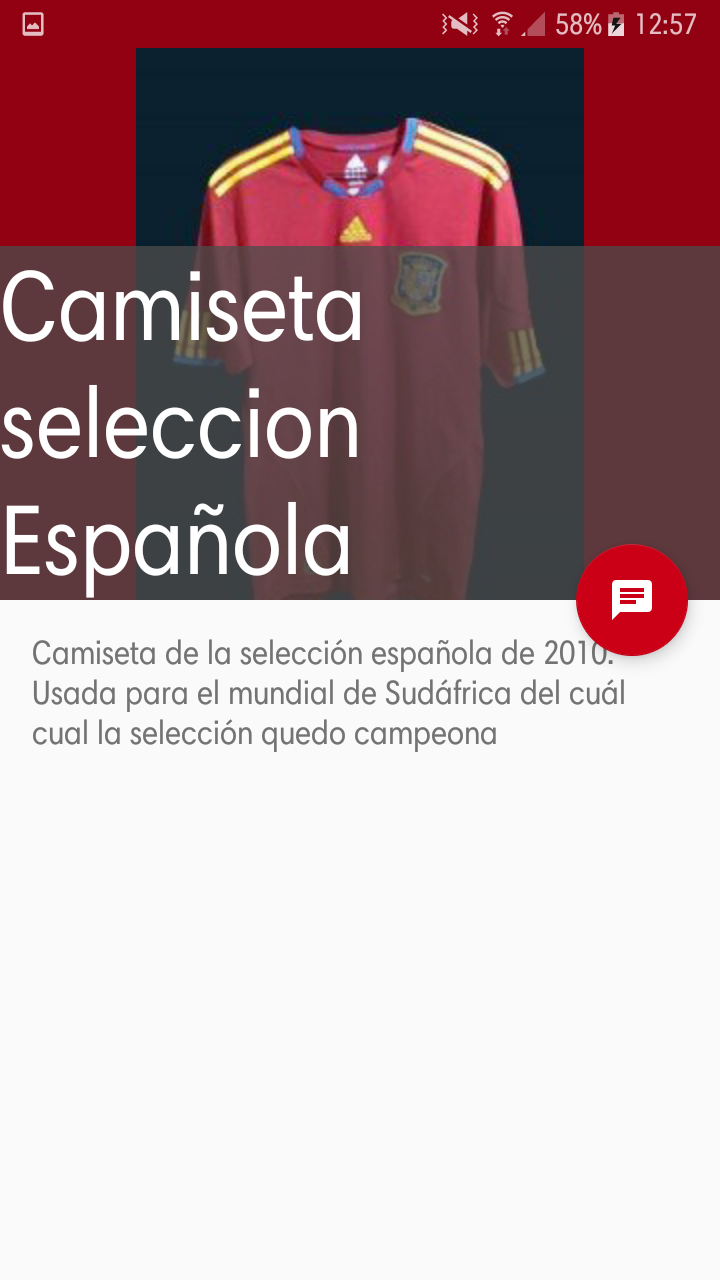 58% 12:57
Camiseta
seleccion
Española
Camiseta de la selección española de 2010.
Usada para el mundial de Sudáfrica del cuál
cual la selección quedo campeona